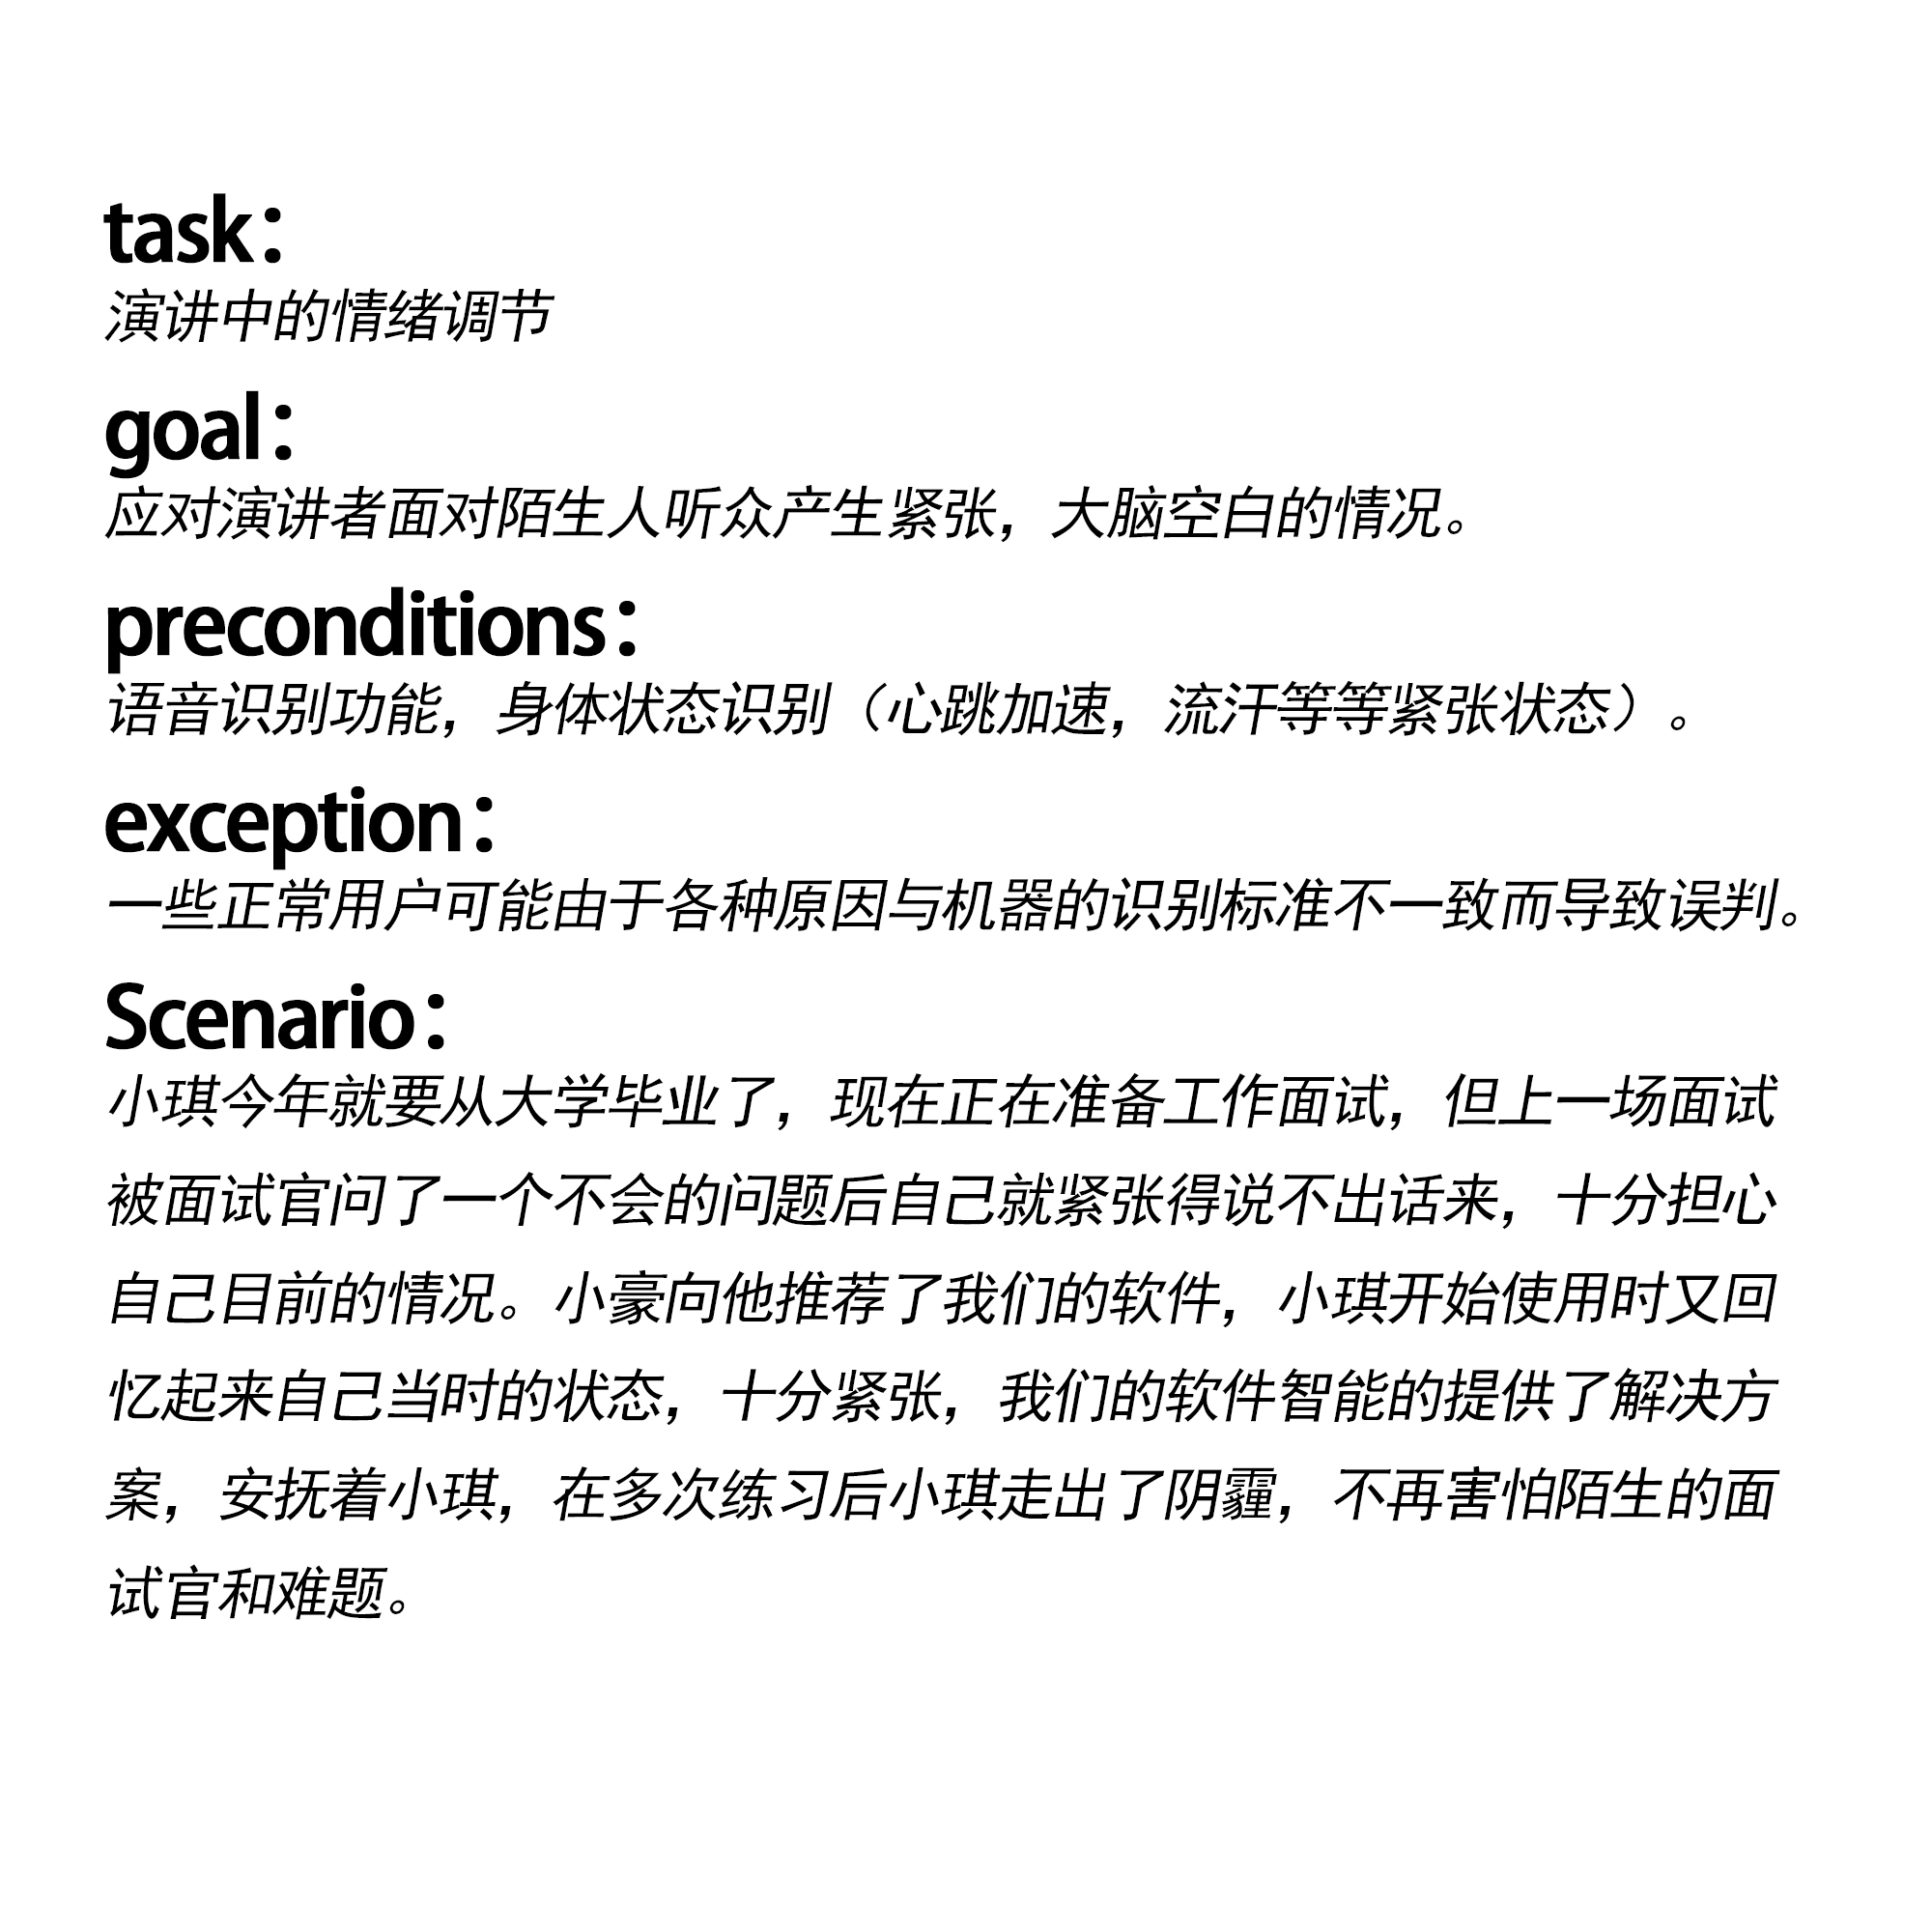 task：
演讲中的情绪调节
goal：
应对演讲者面对陌生人听众产生紧张，大脑空白的情况。
preconditions：
语音识别功能，身体状态识别（心跳加速，流汗等等紧张状态）。
exception：
一些正常用户可能由于各种原因与机器的识别标准不一致而导致误判。
Scenario：
小琪今年就要从大学毕业了，现在正在准备工作面试，但上一场面试
被面试官问了一个不会的问题后自己就紧张得说不出话来，十分担心
自己目前的情况。小豪向他推荐了我们的软件，小琪开始使用时又回
忆起来自己当时的状态，十分紧张，我们的软件智能的提供了解决方
案，安抚着小琪，在多次练习后小琪走出了阴霾，不再害怕陌生的面
试官和难题。